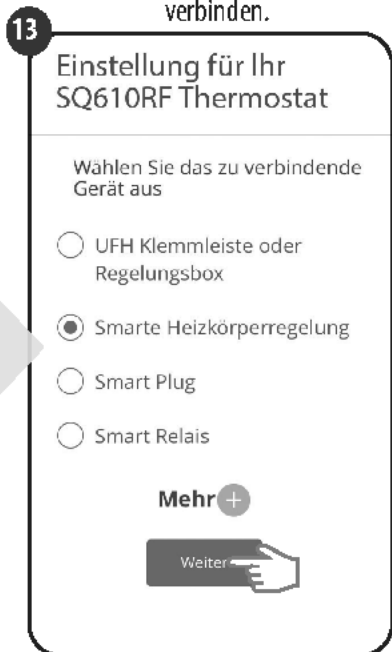 verbinden.
13
Einstellung für Ihr
SQ610RF Thermostat
Wählen Sie das zu verbindende
Gerät aus
UFH Klemmleiste oder
Regelungsbox
Smarte Heizkörperregelung
Smart Plug
Smart Relais
Mehr +
Weiter